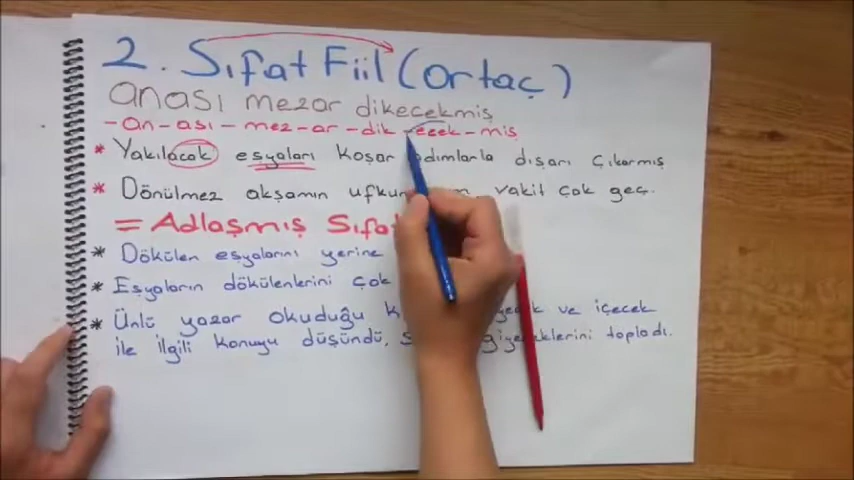 2. Sıfat Fiil (Ortaç)
anası mezar dikecekmiş
-an- ası- mez-ar -dik -ecek-miş
* Yakılacak eşyaları koşar adımlarla dışarı çıkarmış
* Dönülmez akşamın vakit çok geç.
= Adlaşmış
* Dökülen eşyalarını yerine
* Eşyaların dökülenlerini çok
* Ünlü yazar okuduğu ve içecek
ile ilgili konuyu düşündü, topladı.